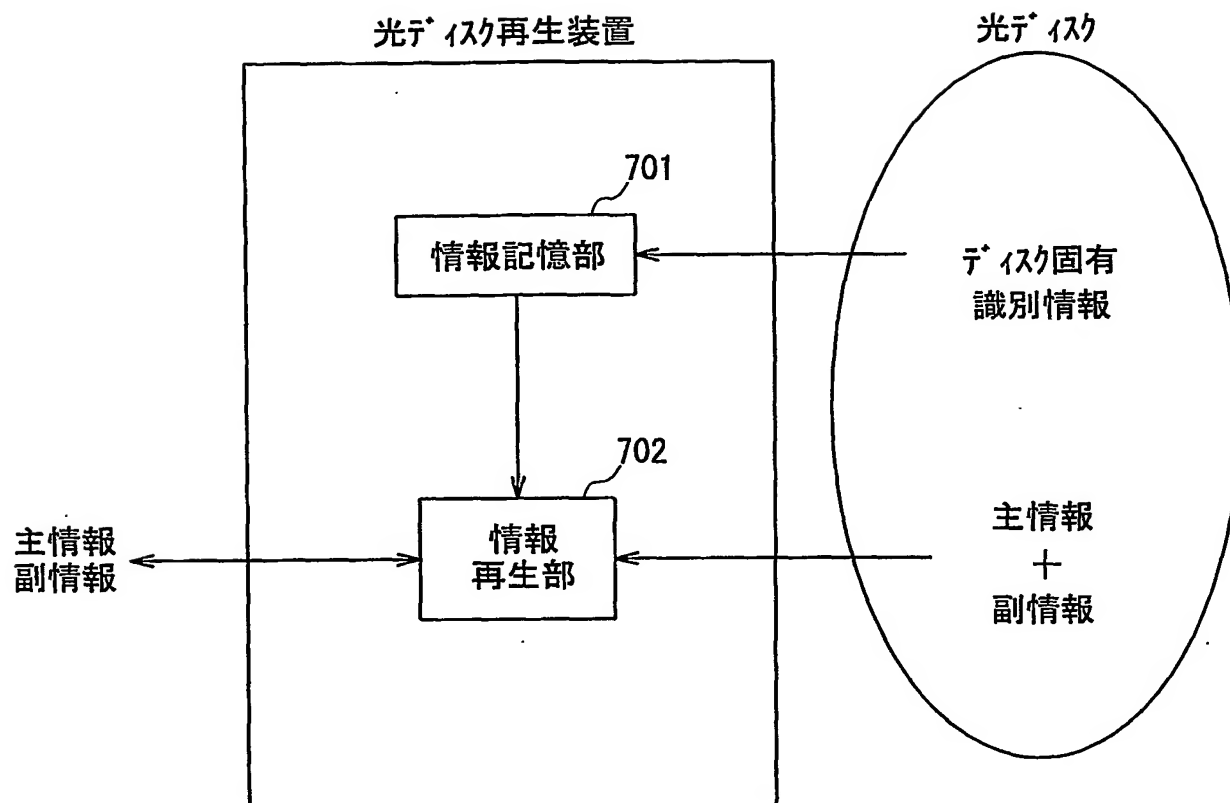 光ディスク再生装置
光ディスク
701
情報記憶部
ディスク固有
識別情報
702
情報
再生部
主情報
副情報
主情報
+
副情報